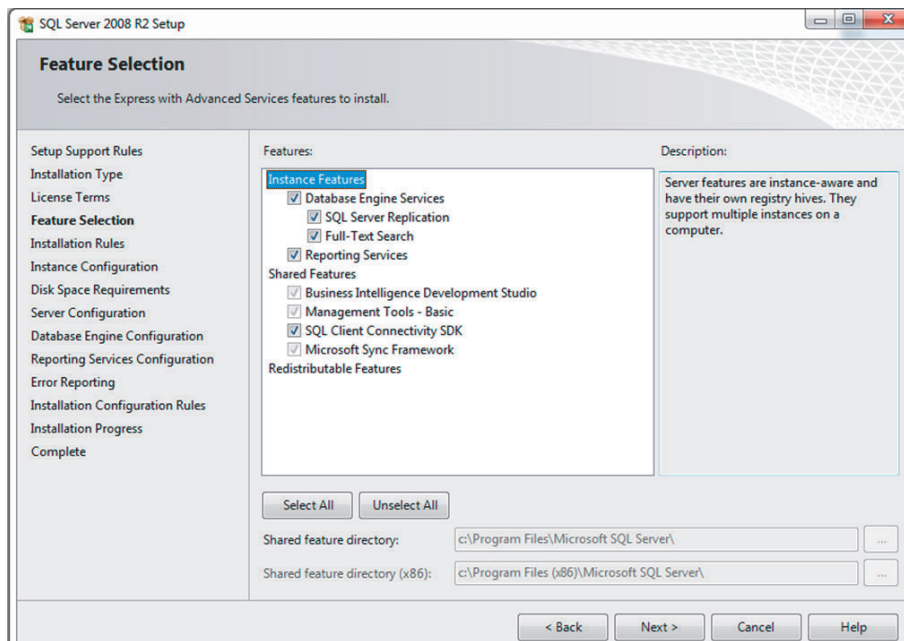 SQL Server 2008 R2 Setup
Feature Selection
Select the Express with Advanced Services features to install.
Setup Support Rules
Installation Type
License Terms
Feature Selection
Installation Rules
Instance Configuration
Disk Space Requirements
Server Configuration
Database Engine Configuration
Reporting Services Configuration
Error Reporting
Installation Configuration Rules
Installation Progress
Complete
Features:
Instance Features
Database Engine Services
SQL Server Replication
Full-Text Search
Reporting Services
Shared Features
Business Intelligence Development Studio
Management Tools - Basic
SQL Client Connectivity SDK
Microsoft Sync Framework
Redistributable Features
Description:
Server features are instance-aware and
have their own registry hives. They
support multiple instances on a
computer.
Select All
Unselect All
Shared feature directory:
c:\Program Files\Microsoft SQL Server\
...
Shared feature directory (x86):
c:\Program Files (x86)\Microsoft SQL Server\
...
< Back
Next >
Cancel
Help